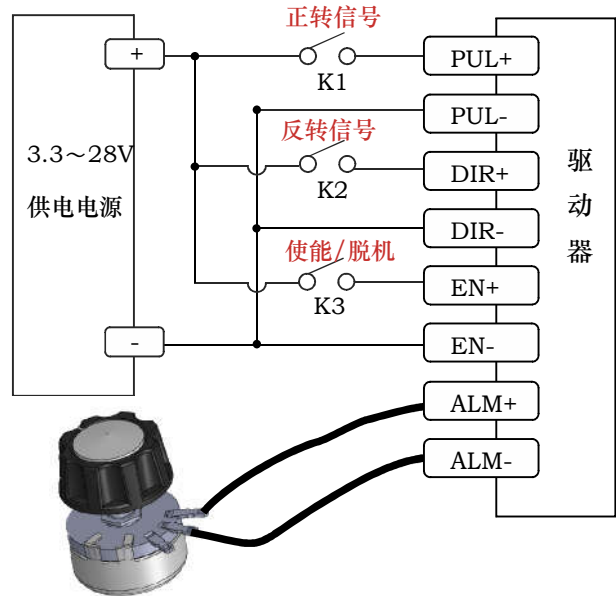 正转信号
+
K1
PUL+
PUL-
3.3～28V
供电电源
反转信号
K2
DIR+
驱动器
DIR-
使能/脱机
K3
EN+
-
EN-
ALM+
ALM-